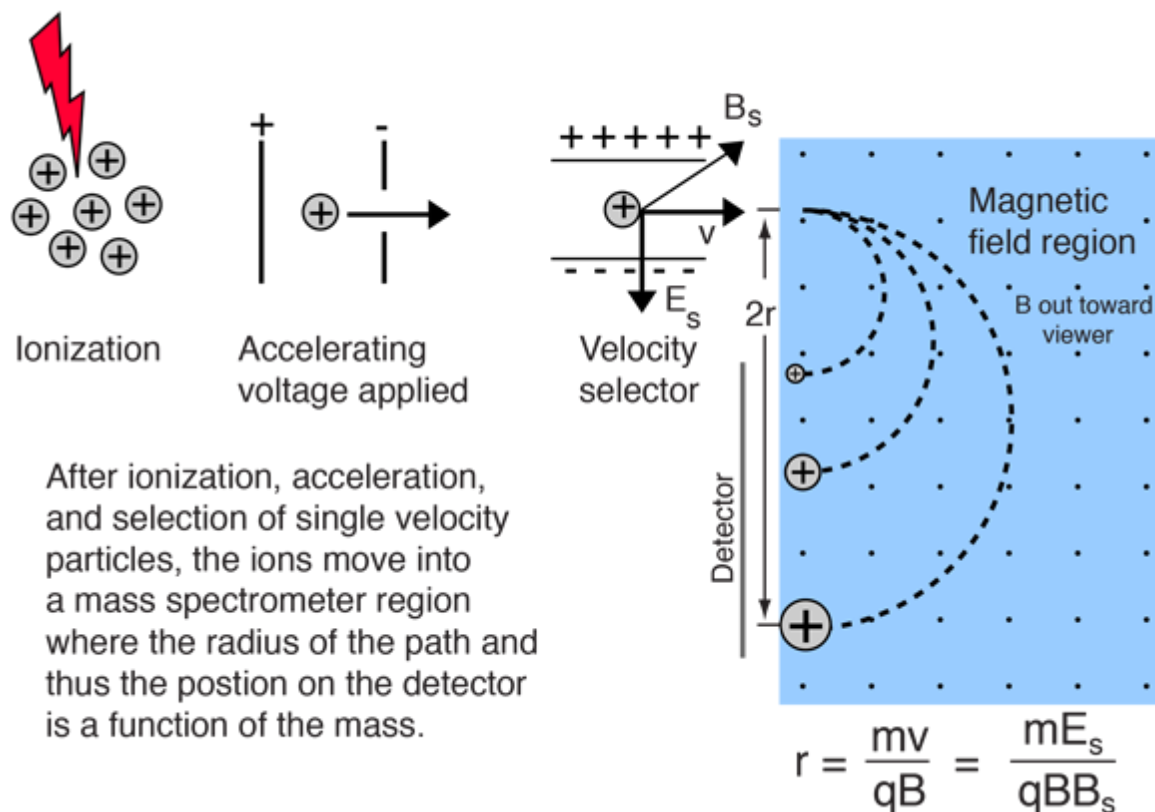 +
-
+ + + + +
B_s
v
- - - - -
E_s
2r
Magnetic
field region
B out toward
viewer
Ionization
Accelerating
voltage applied
Velocity
selector
Detector
After ionization, acceleration,
and selection of single velocity
particles, the ions move into
a mass spectrometer region
where the radius of the path and
thus the postion on the detector
is a function of the mass.
r = mv/qB = mE_s/qBB_s